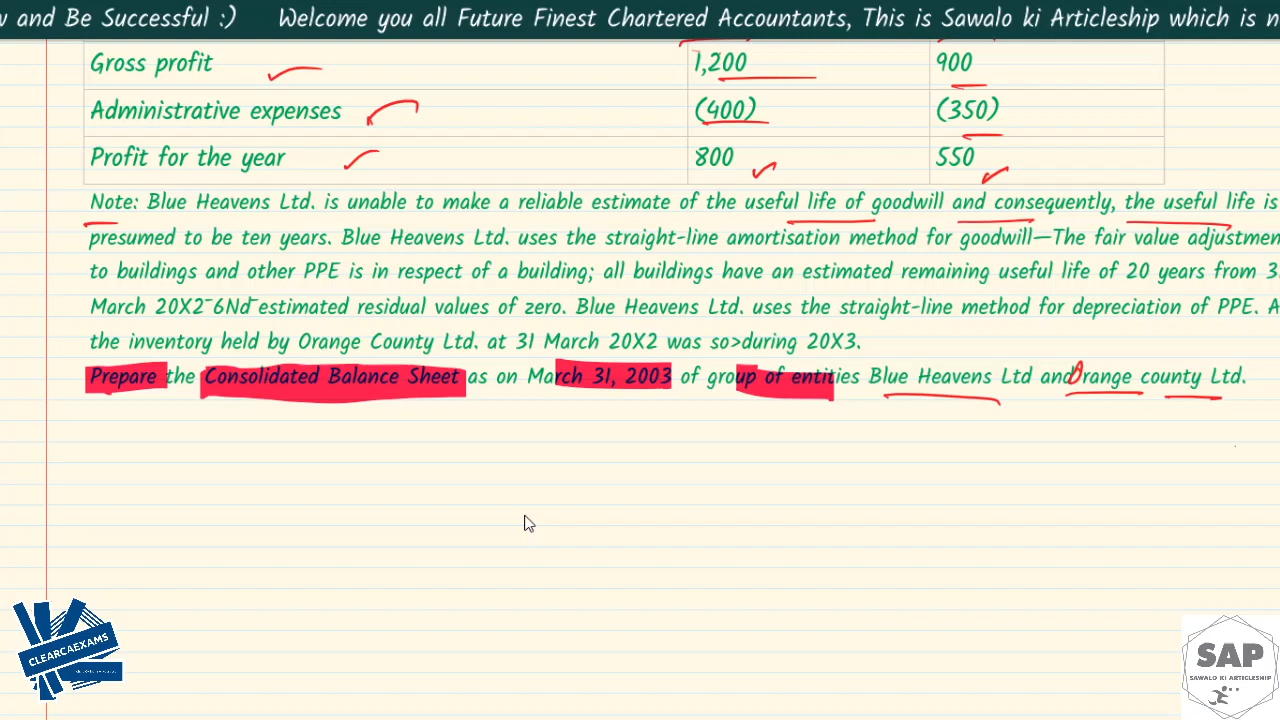 v and Be Successful :) Welcome you all Future Finest Chartered Accountants, This is Sawalo ki Articleship which is n
Gross profit 1,200 900
Administrative expenses (400) (350)
Profit for the year 800 550
Note: Blue Heavens Ltd. is unable to make a reliable estimate of the useful life of goodwill and consequently, the useful life is
presumed to be ten years. Blue Heavens Ltd. uses the straight-line amortisation method for goodwill—The fair value adjustmen
to buildings and other PPE is in respect of a building; all buildings have an estimated remaining useful life of 20 years from 3
March 20X2¯6Nd¯estimated residual values of zero. Blue Heavens Ltd. uses the straight-line method for depreciation of PPE. A
the inventory held by Orange County Ltd. at 31 March 20X2 was so>during 20X3.
Prepare the Consolidated Balance Sheet as on March 31, 2003 of group of entities Blue Heavens Ltd and Orange county Ltd.
CLEARCAEXAMS
SAP
SAWALO KI ARTICLESHIP